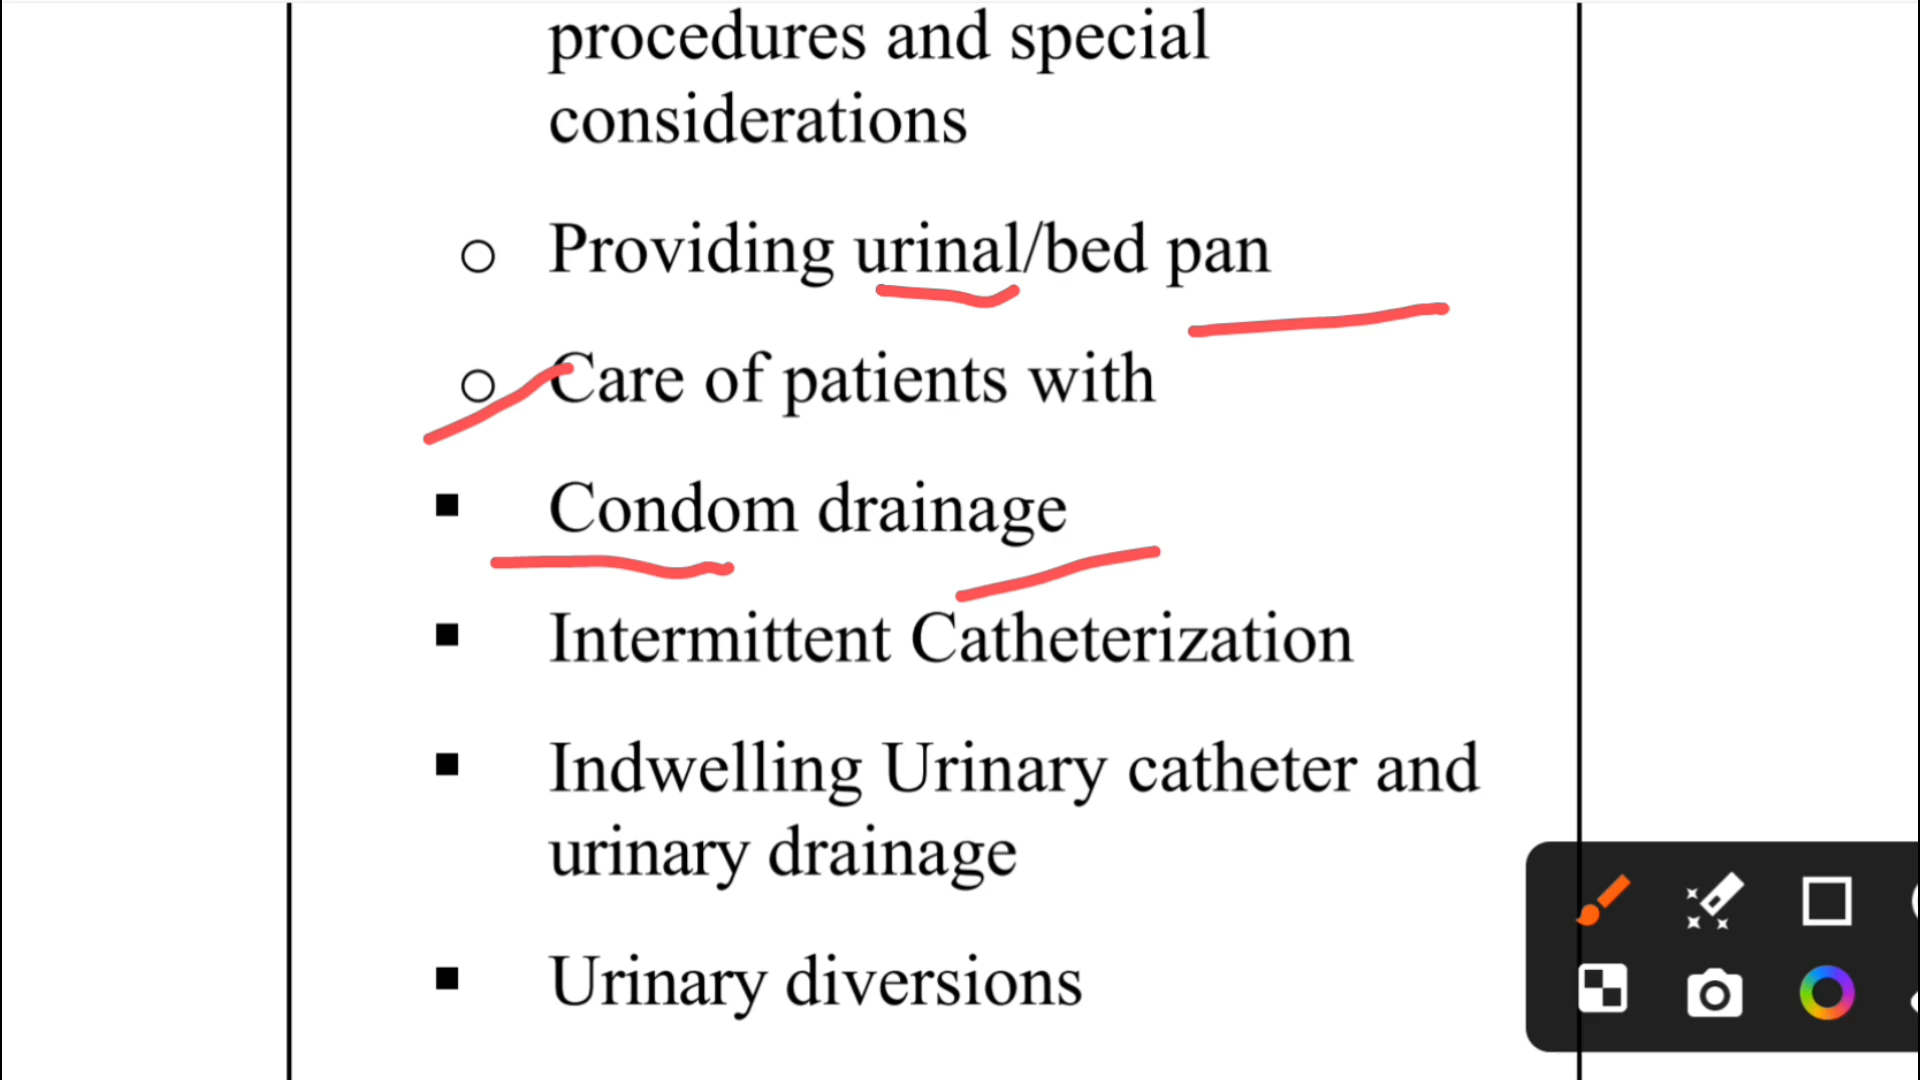 procedures and special
considerations
o Providing urinal/bed pan
o Care of patients with
▪ Condom drainage
▪ Intermittent Catheterization
▪ Indwelling Urinary catheter and
urinary drainage
▪ Urinary diversions